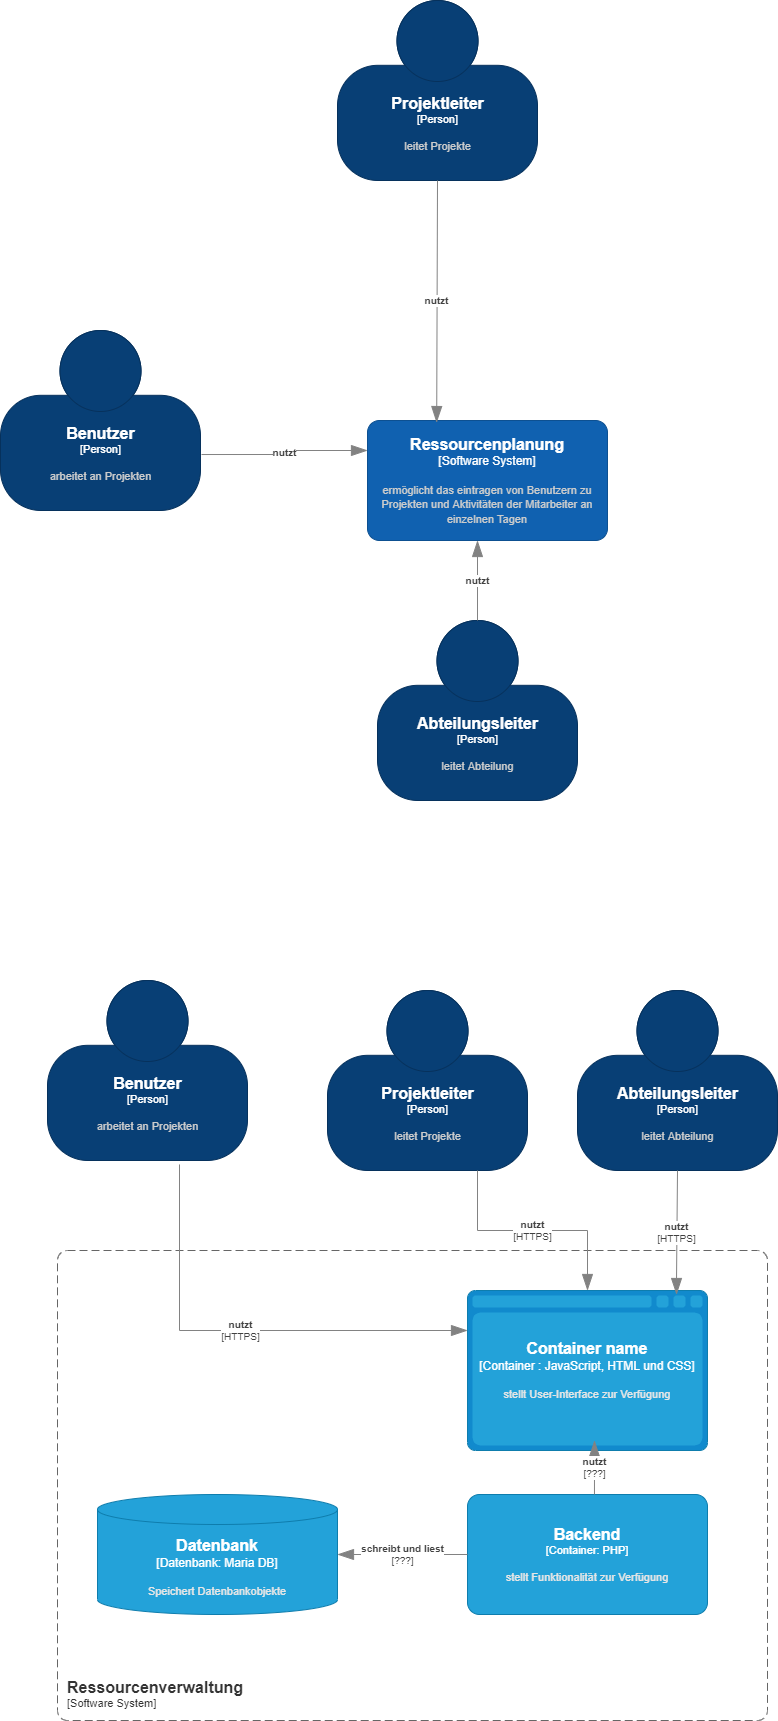 Projektleiter
[Person]
leitet Projekte
nutzt
Benutzer
[Person]
arbeitet an Projekten
nutzt
Ressourcenplanung
[Software System]
ermöglicht das eintragen von Benutzern zu
Projekten und Aktivitäten der Mitarbeiter an
einzelnen Tagen
nutzt
Abteilungsleiter
[Person]
leitet Abteilung
Benutzer
[Person]
arbeitet an Projekten
Projektleiter
[Person]
leitet Projekte
Abteilungsleiter
[Person]
leitet Abteilung
nutzt
[HTTPS]
nutzt
[HTTPS]
nutzt
[HTTPS]
Container name
[Container : JavaScript, HTML und CSS]
stellt User-Interface zur Verfügung
nutzt
[???]
Datenbank
[Datenbank: Maria DB]
Speichert Datenbankobjekte
schreibt und liest
[???]
Backend
[Container: PHP]
stellt Funktionalität zur Verfügung
Ressourcenverwaltung
[Software System]